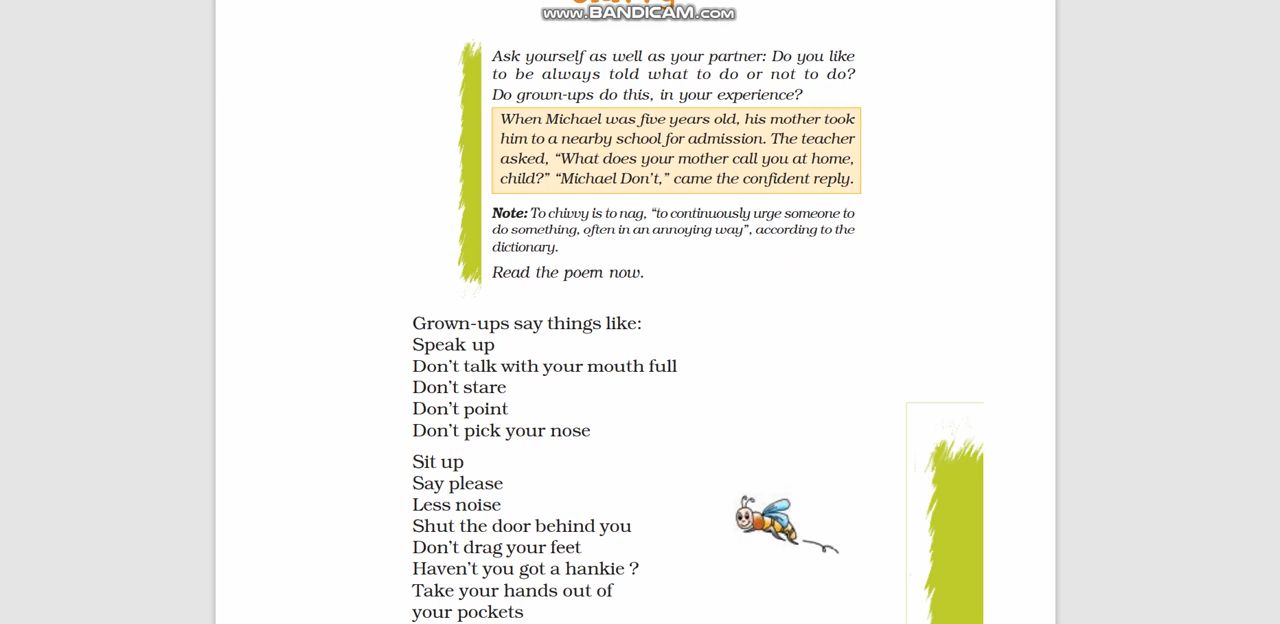 www.BANDICAM.com
Ask yourself as well as your partner: Do you like
to be always told what to do or not to do?
Do grown-ups do this, in your experience?
When Michael was five years old, his mother took
him to a nearby school for admission. The teacher
asked, “What does your mother call you at home,
child?” “Michael Don’t,” came the confident reply.
Note: To chivvy is to nag, “to continuously urge someone to
do something, often in an annoying way”, according to the
dictionary.
Read the poem now.
Grown-ups say things like:
Speak up
Don’t talk with your mouth full
Don’t stare
Don’t point
Don’t pick your nose
Sit up
Say please
Less noise
Shut the door behind you
Don’t drag your feet
Haven’t you got a hankie ?
Take your hands out of
your pockets